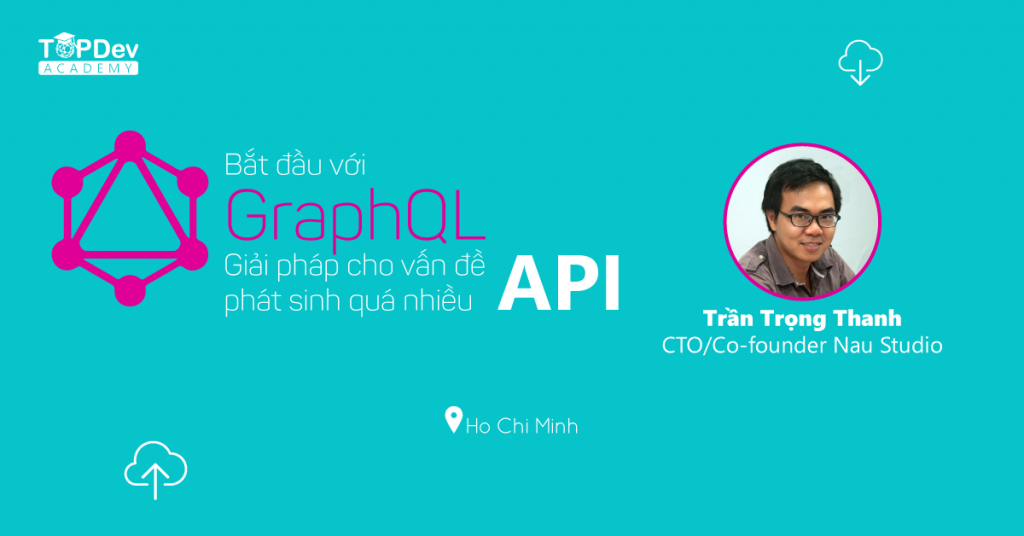 TOPDev
ACADEMY
Bắt đầu với
GraphQL
Giải pháp cho vấn đề
phát sinh quá nhiều API
Trần Trọng Thanh
CTO/Co-founder Nau Studio
Ho Chi Minh